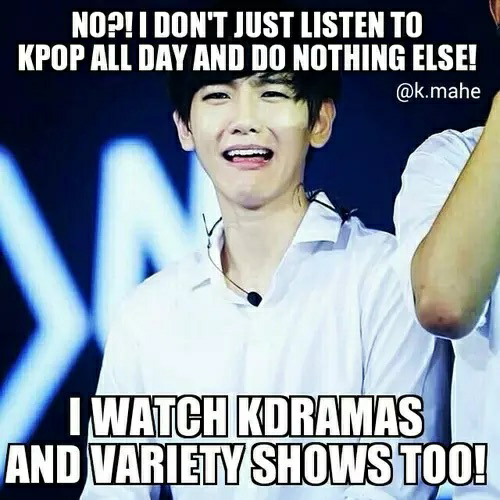 NO?! I DON'T JUST LISTEN TO
KPOP ALL DAY AND DO NOTHING ELSE!
@k.mahe
I WATCH KDRAMAS
AND VARIETY SHOWS TOO!